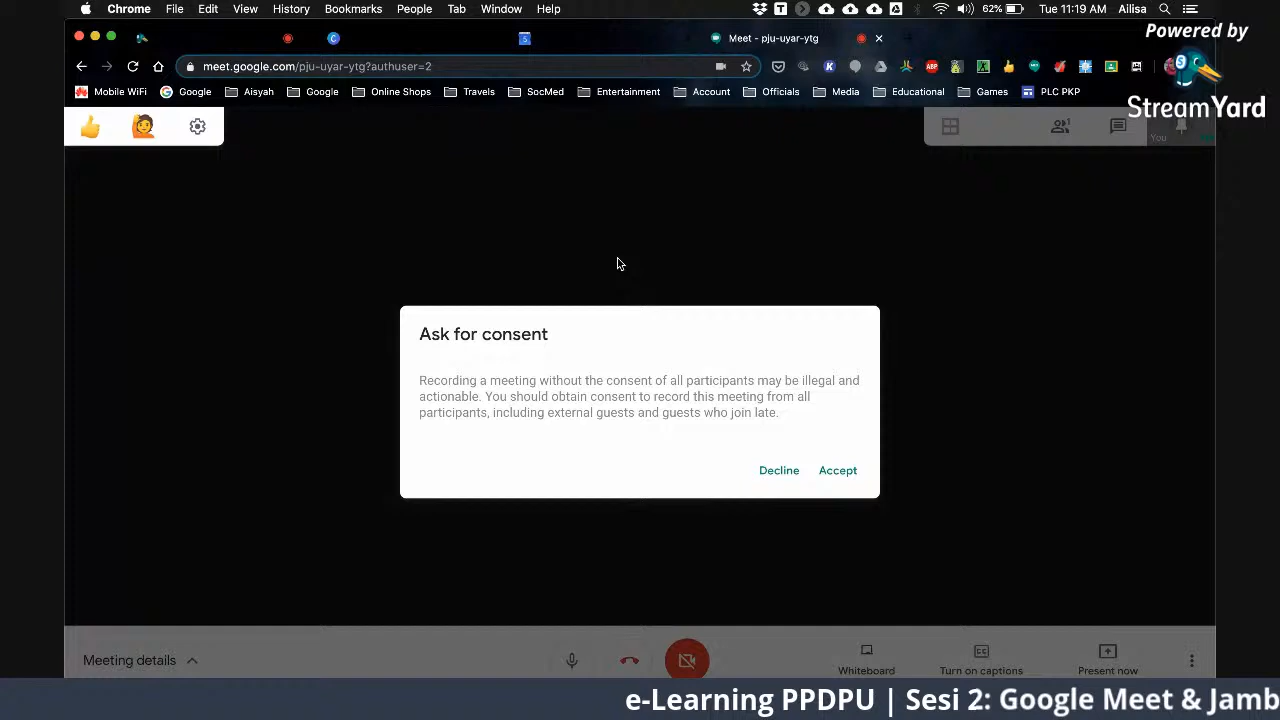 Chrome File Edit View History Bookmarks People Tab Window Help 62% Tue 11:19 AM Ailisa
Powered by
StreamYard
Meet - pju-uyar-ytg
meet.google.com/pju-uyar-ytg?authuser=2
Mobile WiFi Google Aisyah Google Online Shops Travels SocMed Entertainment Account Officials Media Educational Games PLC PKP
You
Ask for consent
Recording a meeting without the consent of all participants may be illegal and
actionable. You should obtain consent to record this meeting from all
participants, including external guests and guests who join late.
Decline Accept
Meeting details
Whiteboard Turn on captions Present now
e-Learning PPDPU | Sesi 2: Google Meet & Jamb